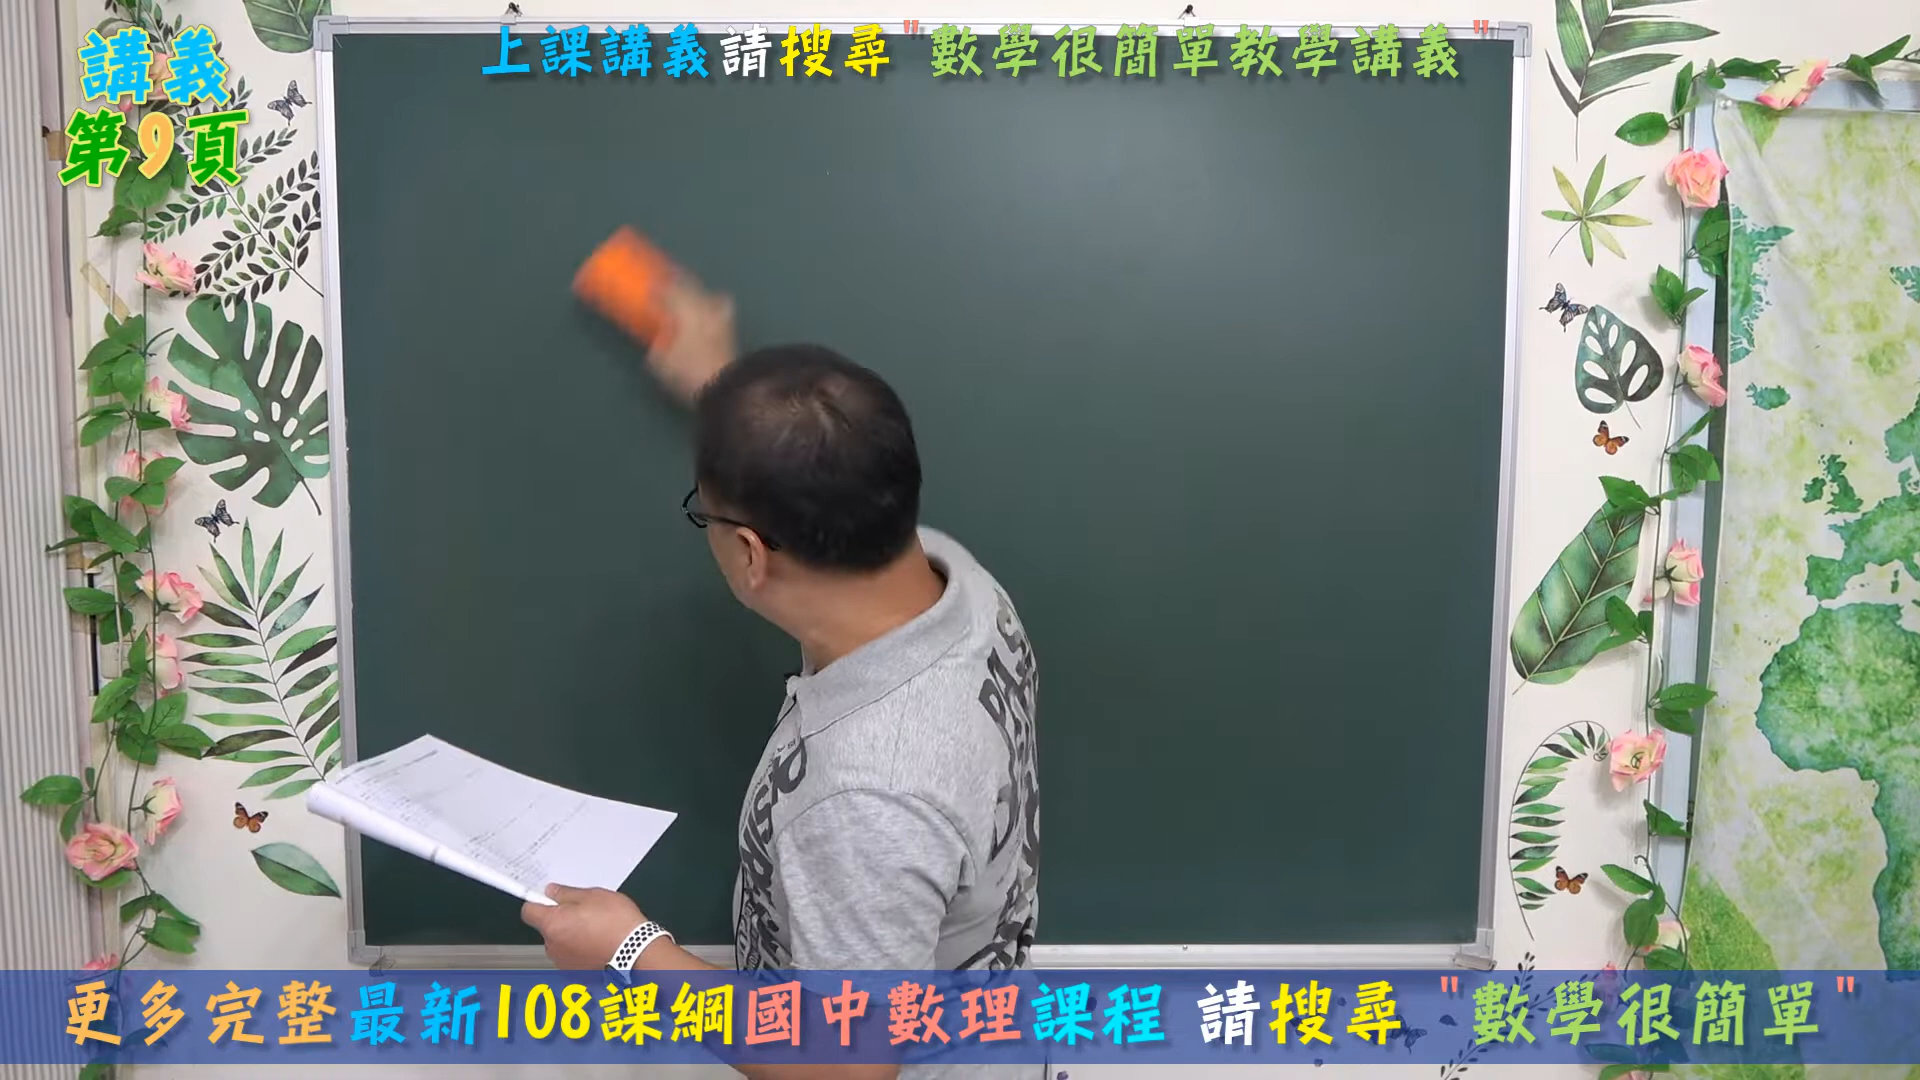 上課講義請搜尋"數學很簡單教學講義"
講義
第9頁
更多完整最新108課綱國中數理課程 請搜尋 "數學很簡單"